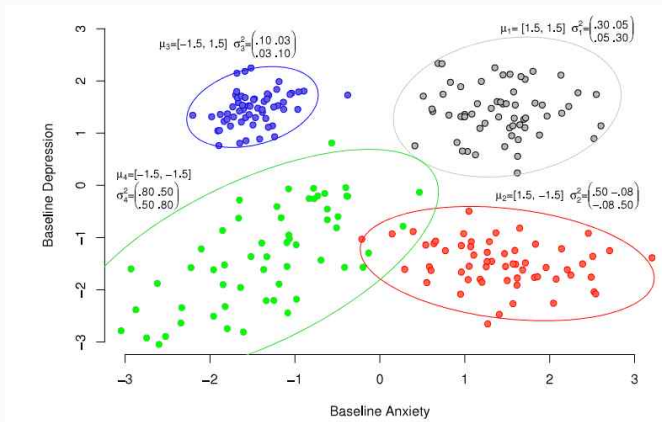 μ₁=[1.5, 1.5] σ₁²=(.30 .05
.05 .30)
μ₃=[-1.5, 1.5] σ₃²=(.10 .03
.03 .10)
μ₄=[-1.5, -1.5]
σ₄²=(.80 .50
.50 .80)
μ₂=[1.5, -1.5] σ₂²=(.50 -.08
-.08 .50)
3
2
1
0
-1
-2
-3
Baseline Depression
-3 -2 -1 0 1 2 3
Baseline Anxiety